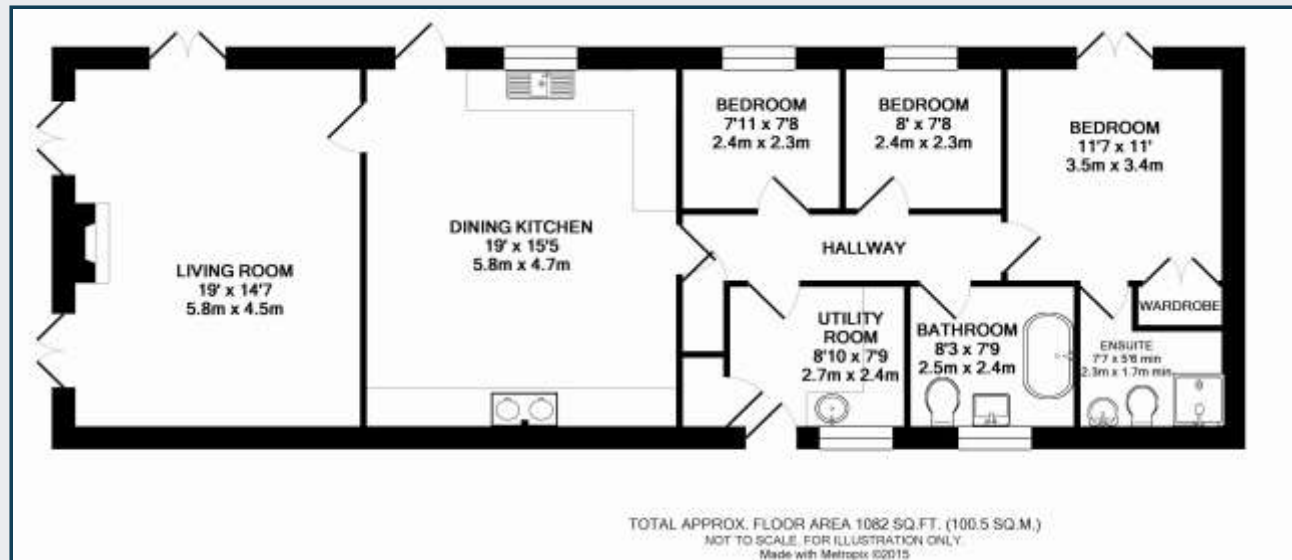 BEDROOM
7'11 x 7'8
2.4m x 2.3m
BEDROOM
8' x 7'8
2.4m x 2.3m
BEDROOM
11'7 x 11'
3.5m x 3.4m
DINING KITCHEN
19' x 15'5
5.8m x 4.7m
HALLWAY
LIVING ROOM
19' x 14'7
5.8m x 4.5m
WARDROBE
UTILITY
ROOM
8'10 x 7'9
2.7m x 2.4m
BATHROOM
8'3 x 7'9
2.5m x 2.4m
ENSUITE
7'7 x 5'6 min
2.3m x 1.7m min
TOTAL APPROX. FLOOR AREA 1082 SQ.FT. (100.5 SQ.M.)
NOT TO SCALE. FOR ILLUSTRATION ONLY
Made with Metropix ©2015